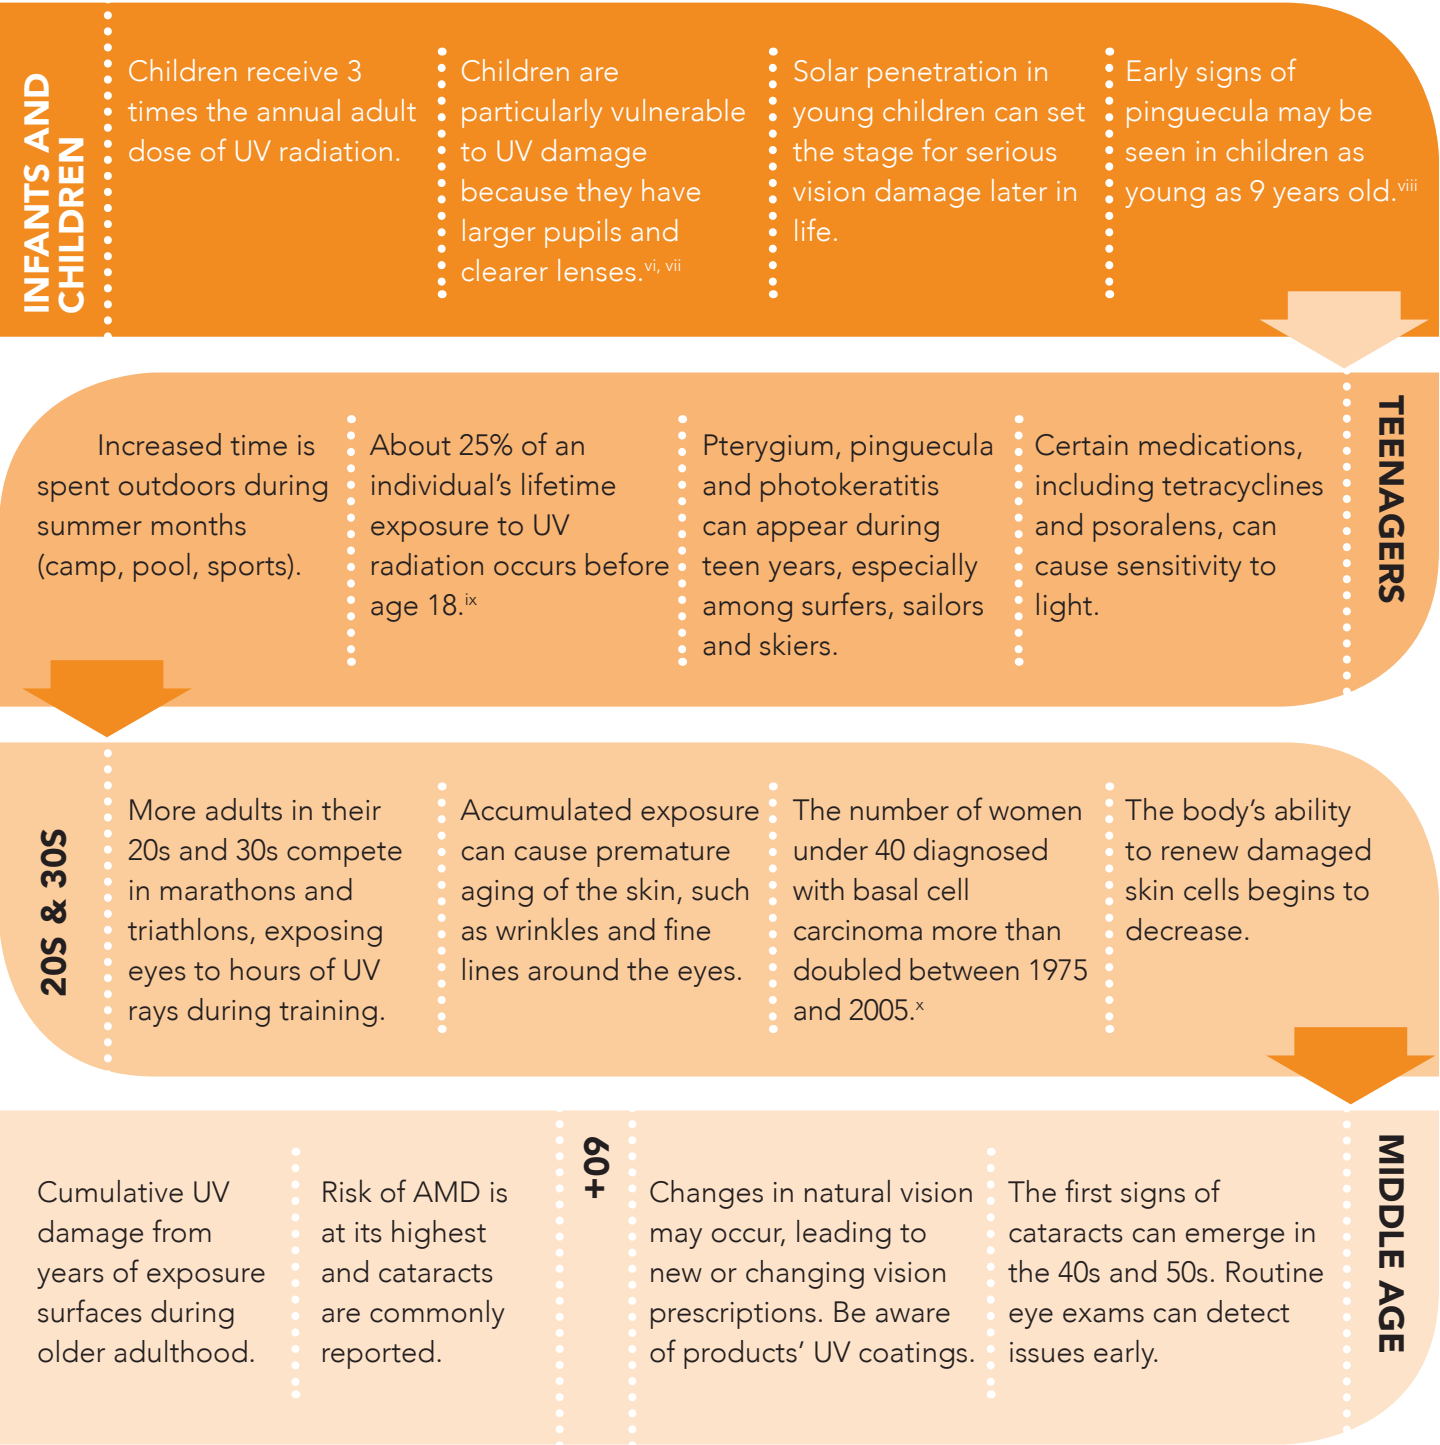 INFANTS AND
CHILDREN
Children receive 3
times the annual adult
dose of UV radiation.
Children are
particularly vulnerable
to UV damage
because they have
larger pupils and
clearer lenses.vi, vii
Solar penetration in
young children can set
the stage for serious
vision damage later in
life.
Early signs of
pinguecula may be
seen in children as
young as 9 years old.viii
TEENAGERS
Increased time is
spent outdoors during
summer months
(camp, pool, sports).
About 25% of an
individual’s lifetime
exposure to UV
radiation occurs before
age 18.ix
Pterygium, pinguecula
and photokeratitis
can appear during
teen years, especially
among surfers, sailors
and skiers.
Certain medications,
including tetracyclines
and psoralens, can
cause sensitivity to
light.
20S & 30S
More adults in their
20s and 30s compete
in marathons and
triathlons, exposing
eyes to hours of UV
rays during training.
Accumulated exposure
can cause premature
aging of the skin, such
as wrinkles and fine
lines around the eyes.
The number of women
under 40 diagnosed
with basal cell
carcinoma more than
doubled between 1975
and 2005.x
The body’s ability
to renew damaged
skin cells begins to
decrease.
MIDDLE AGE
The first signs of
cataracts can emerge in
the 40s and 50s. Routine
eye exams can detect
issues early.
Changes in natural vision
may occur, leading to
new or changing vision
prescriptions. Be aware
of products’ UV coatings.
60+
Risk of AMD is
at its highest
and cataracts
are commonly
reported.
Cumulative UV
damage from
years of exposure
surfaces during
older adulthood.